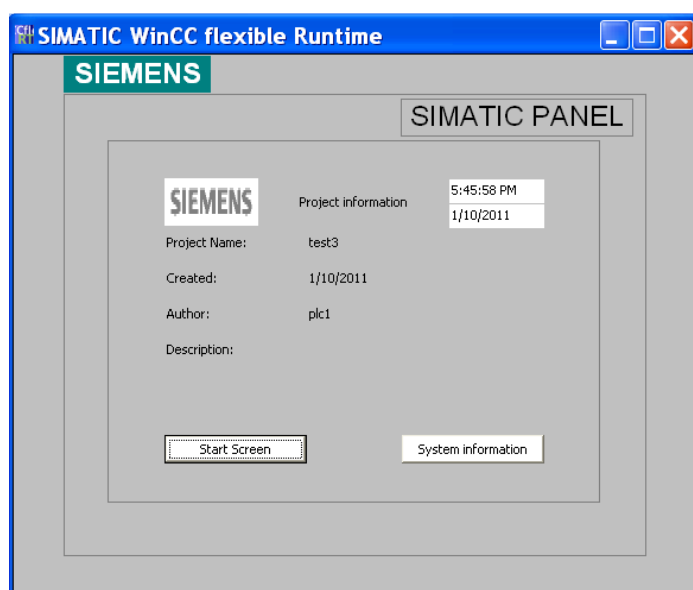 SIMATIC WinCC flexible Runtime
SIEMENS
SIMATIC PANEL
SIEMENS
Project information
5:45:58 PM
1/10/2011
Project Name: test3
Created: 1/10/2011
Author: plc1
Description:
Start Screen System information